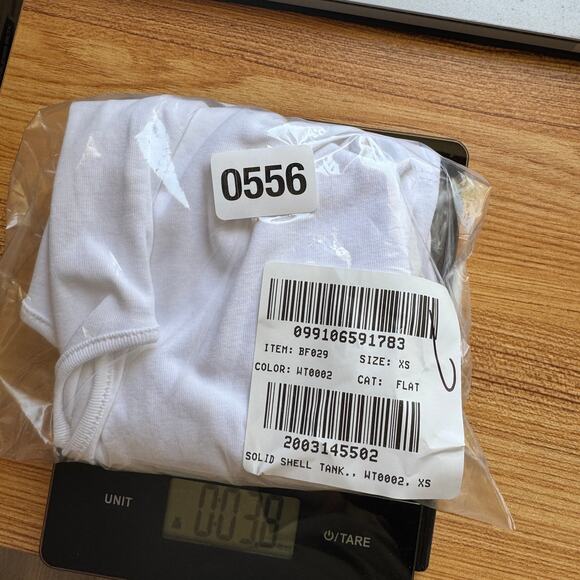 0556
099106591783
ITEM: BF029 SIZE: XS
COLOR: WT0002 CAT: FLAT
2003145502
SOLID SHELL TANK., WT0002, XS
UNIT
/TARE